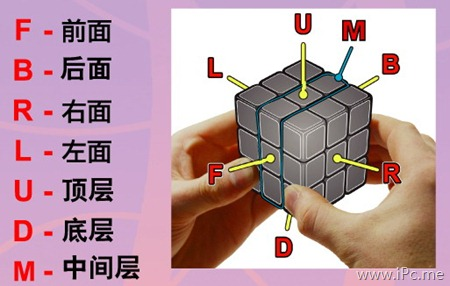 F - 前面
B - 后面
R - 右面
L - 左面
U - 顶层
D - 底层
M - 中间层
U
M
L
B
F
R
D
www.iPc.me